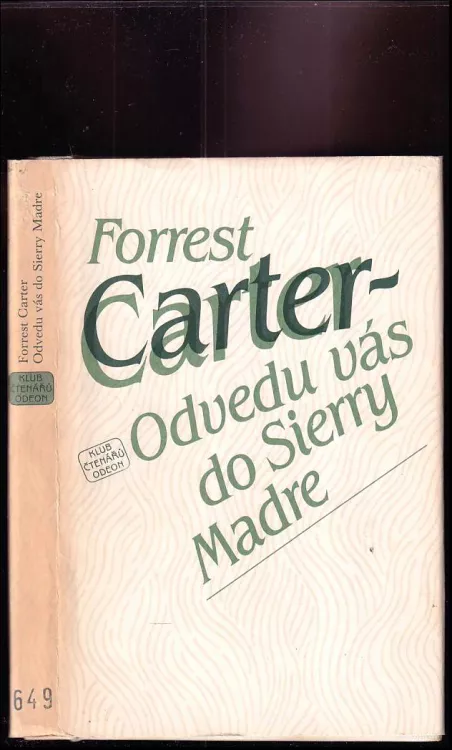 Forrest Carter
Odvedu vás do Sierry Madre
KLUB
ČTENÁŘŮ
ODEON
649
Forrest
Carter-
Odvedu vás
do Sierry
Madre
KLUB
ČTENÁŘŮ
ODEON